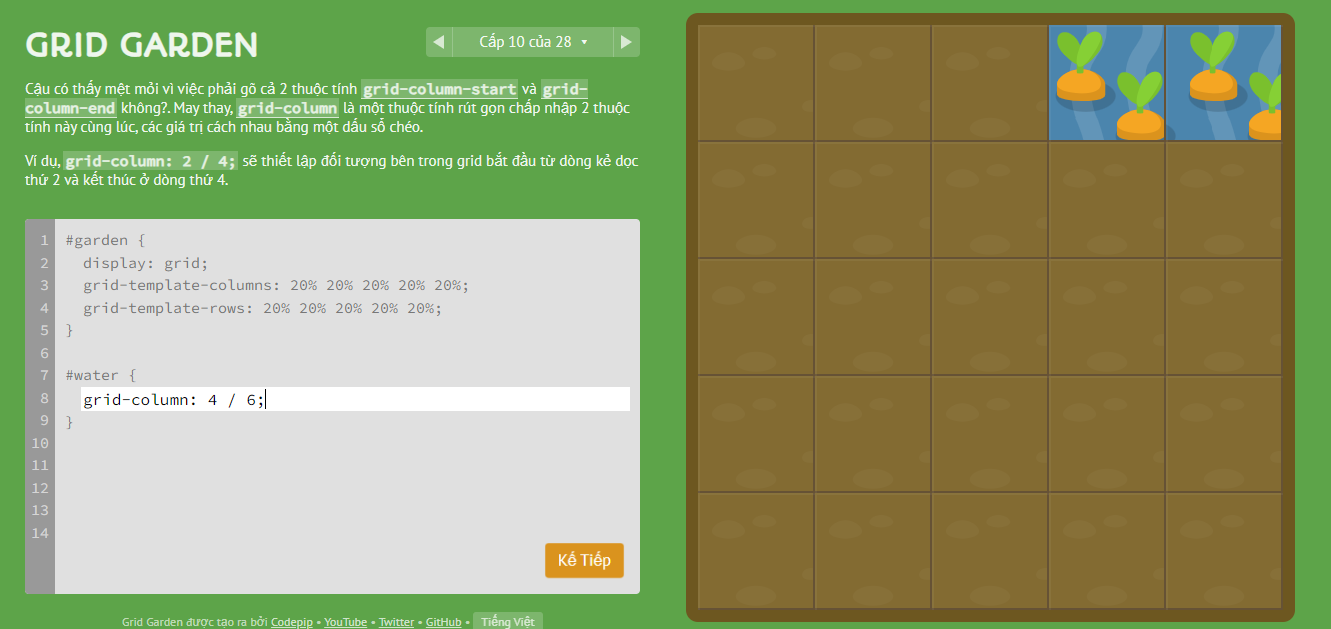 GRID GARDEN
Cấp 10 của 28
Cậu có thấy mệt mỏi vì việc phải gõ cả 2 thuộc tính grid-column-start và grid-
column-end không?. May thay, grid-column là một thuộc tính rút gọn chấp nhập 2 thuộc
tính này cùng lúc, các giá trị cách nhau bằng một dấu sổ chéo.
Ví dụ, grid-column: 2 / 4; sẽ thiết lập đối tượng bên trong grid bắt đầu từ dòng kẻ dọc
thứ 2 và kết thúc ở dòng thứ 4.
1 #garden {
2 display: grid;
3 grid-template-columns: 20% 20% 20% 20% 20%;
4 grid-template-rows: 20% 20% 20% 20% 20%;
5 }
6
7 #water {
8 grid-column: 4 / 6;
9 }
10
11
12
13
14
Kế Tiếp
Grid Garden được tạo ra bởi Codepip • YouTube • Twitter • GitHub • Tiếng Việt